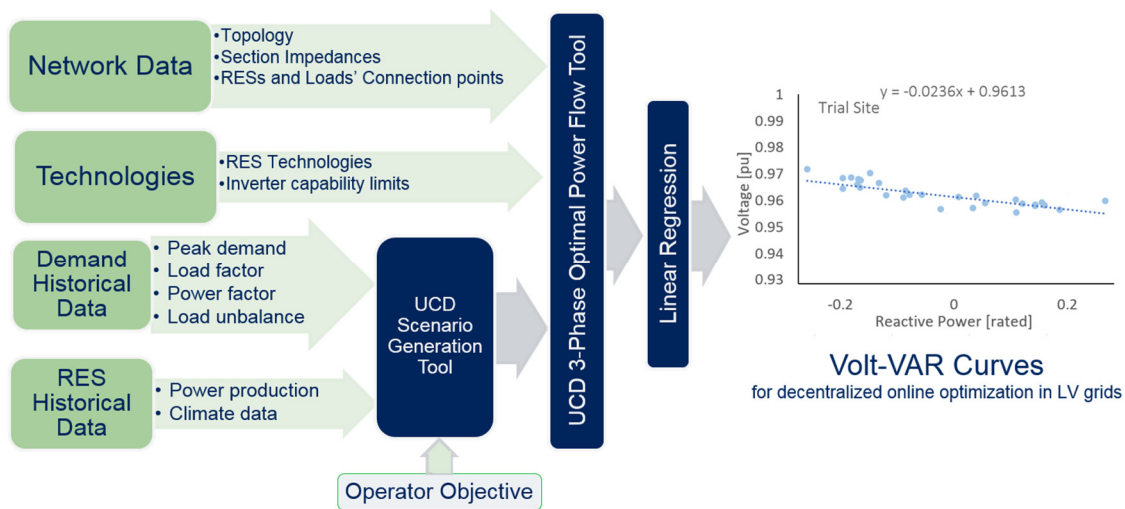 Network Data
•Topology
•Section Impedances
•RESs and Loads' Connection points
Technologies
•RES Technologies
•Inverter capability limits
Demand
Historical
Data
• Peak demand
• Load factor
• Power factor
• Load unbalance
RES
Historical
Data
• Power production
• Climate data
UCD
Scenario
Generation
Tool
Operator Objective
UCD 3-Phase Optimal Power Flow Tool
Linear Regression
y = -0.0236x + 0.9613
Trial Site
Voltage [pu]
1
0.99
0.98
0.97
0.96
0.95
0.94
0.93
-0.2
0
0.2
Reactive Power [rated]
Volt-VAR Curves
for decentralized online optimization in LV grids